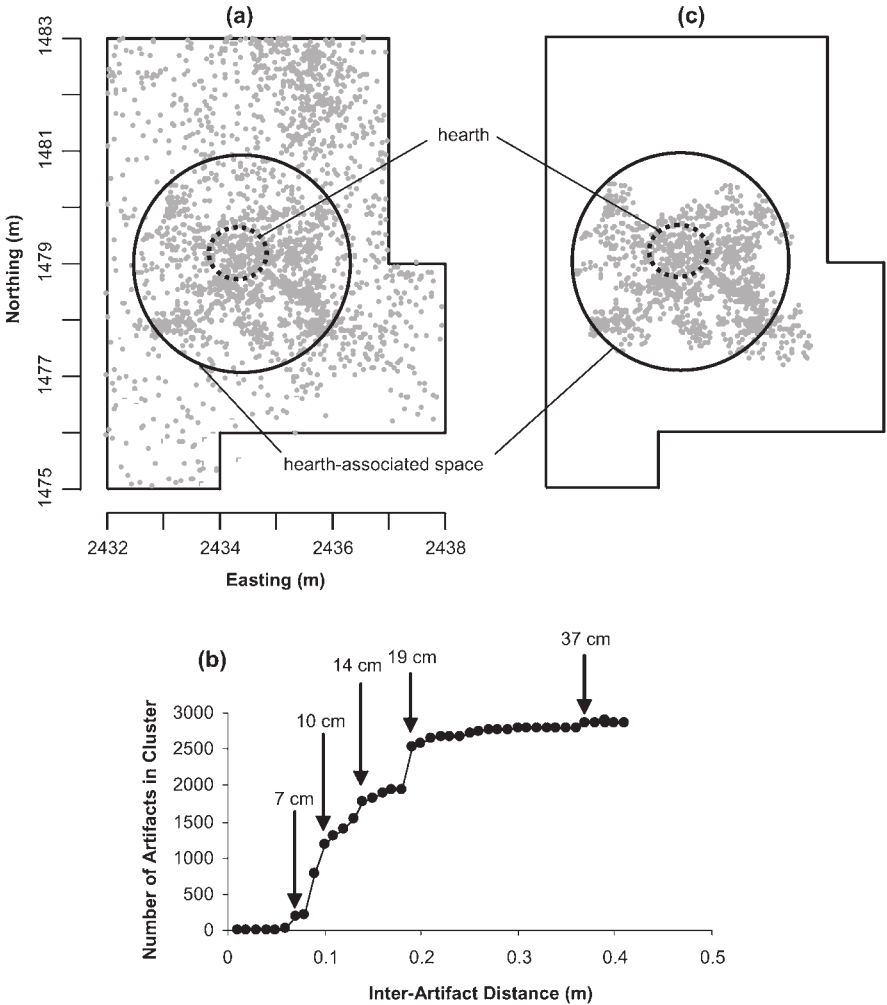 (a)
(c)
1483
1481
1479
1477
1475
Northing (m)
hearth
hearth-associated space
2432
2434
2436
2438
Easting (m)
(b)
7 cm
10 cm
14 cm
19 cm
37 cm
Number of Artifacts in Cluster
3000
2500
2000
1500
1000
500
0
0
0.1
0.2
0.3
0.4
0.5
Inter-Artifact Distance (m)